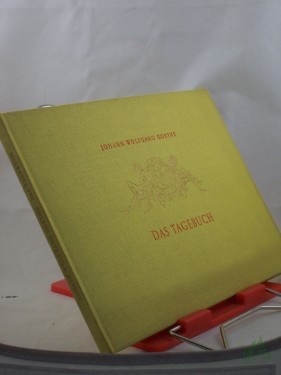 JOHANN WOLFGANG GOETHE
DAS TAGEBUCH